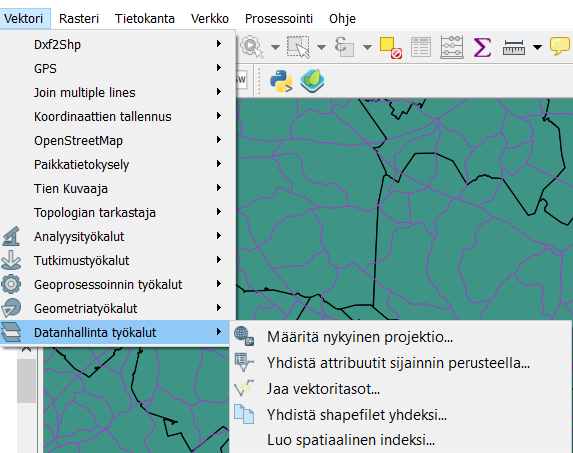 Vektori Rasteri Tietokanta Verkko Prosessointi Ohje
Dxf2Shp
GPS
Join multiple lines
Koordinaattien tallennus
OpenStreetMap
Paikkatietokysely
Tien Kuvaaja
Topologian tarkastaja
Analyysityökalut
Tutkimustyökalut
Geoprosessoinnin työkalut
Geometriatyökalut
Datanhallinta työkalut
Määritä nykyinen projektio...
Yhdistä attribuutit sijainnin perusteella...
Jaa vektoritasot...
Yhdistä shapefilet yhdeksi...
Luo spatiaalinen indeksi...